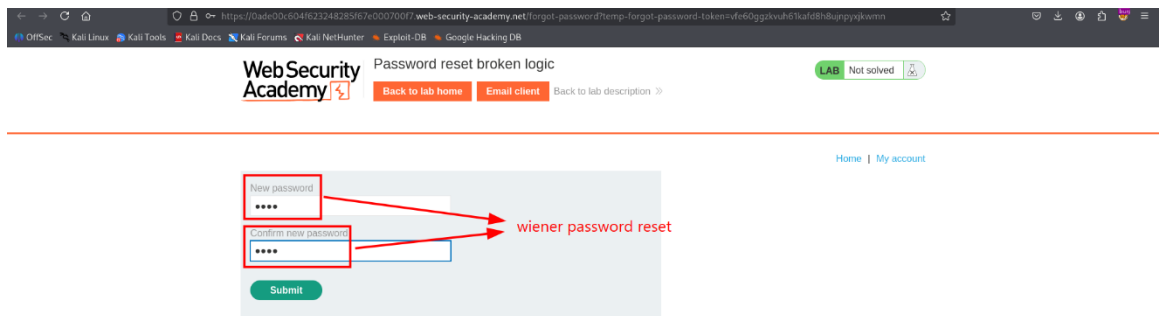 https://0ade00c604f623248285f67e000700f7.web-security-academy.net/forgot-password?temp-forgot-password-token=vfe60ggzkvuh61kafd8h8ujnpyxjkwmn
OffSec Kali Linux Kali Tools Kali Docs Kali Forums Kali NetHunter Exploit-DB Google Hacking DB
WebSecurity Academy
Password reset broken logic
LAB Not solved
Back to lab home Email client Back to lab description
Home | My account
New password
wiener password reset
Confirm new password
Submit